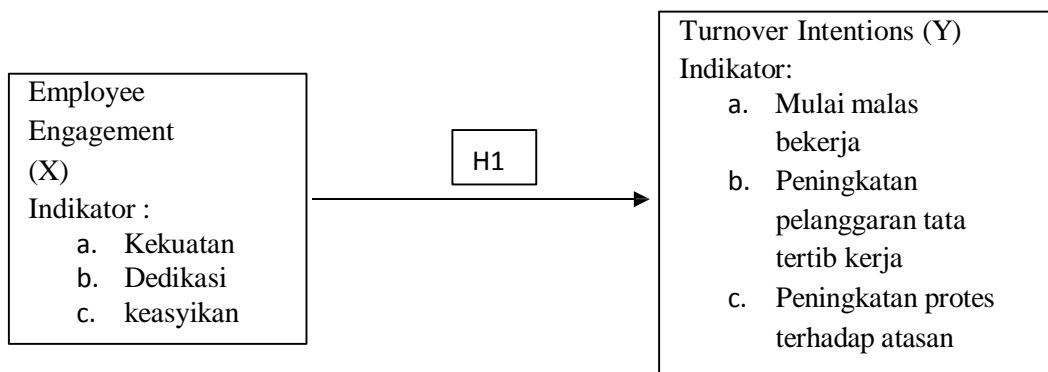 Employee
Engagement
(X)
Indikator :
a. Kekuatan
b. Dedikasi
c. keasyikan
H1
Turnover Intentions (Y)
Indikator:
a. Mulai malas
bekerja
b. Peningkatan
pelanggaran tata
tertib kerja
c. Peningkatan protes
terhadap atasan